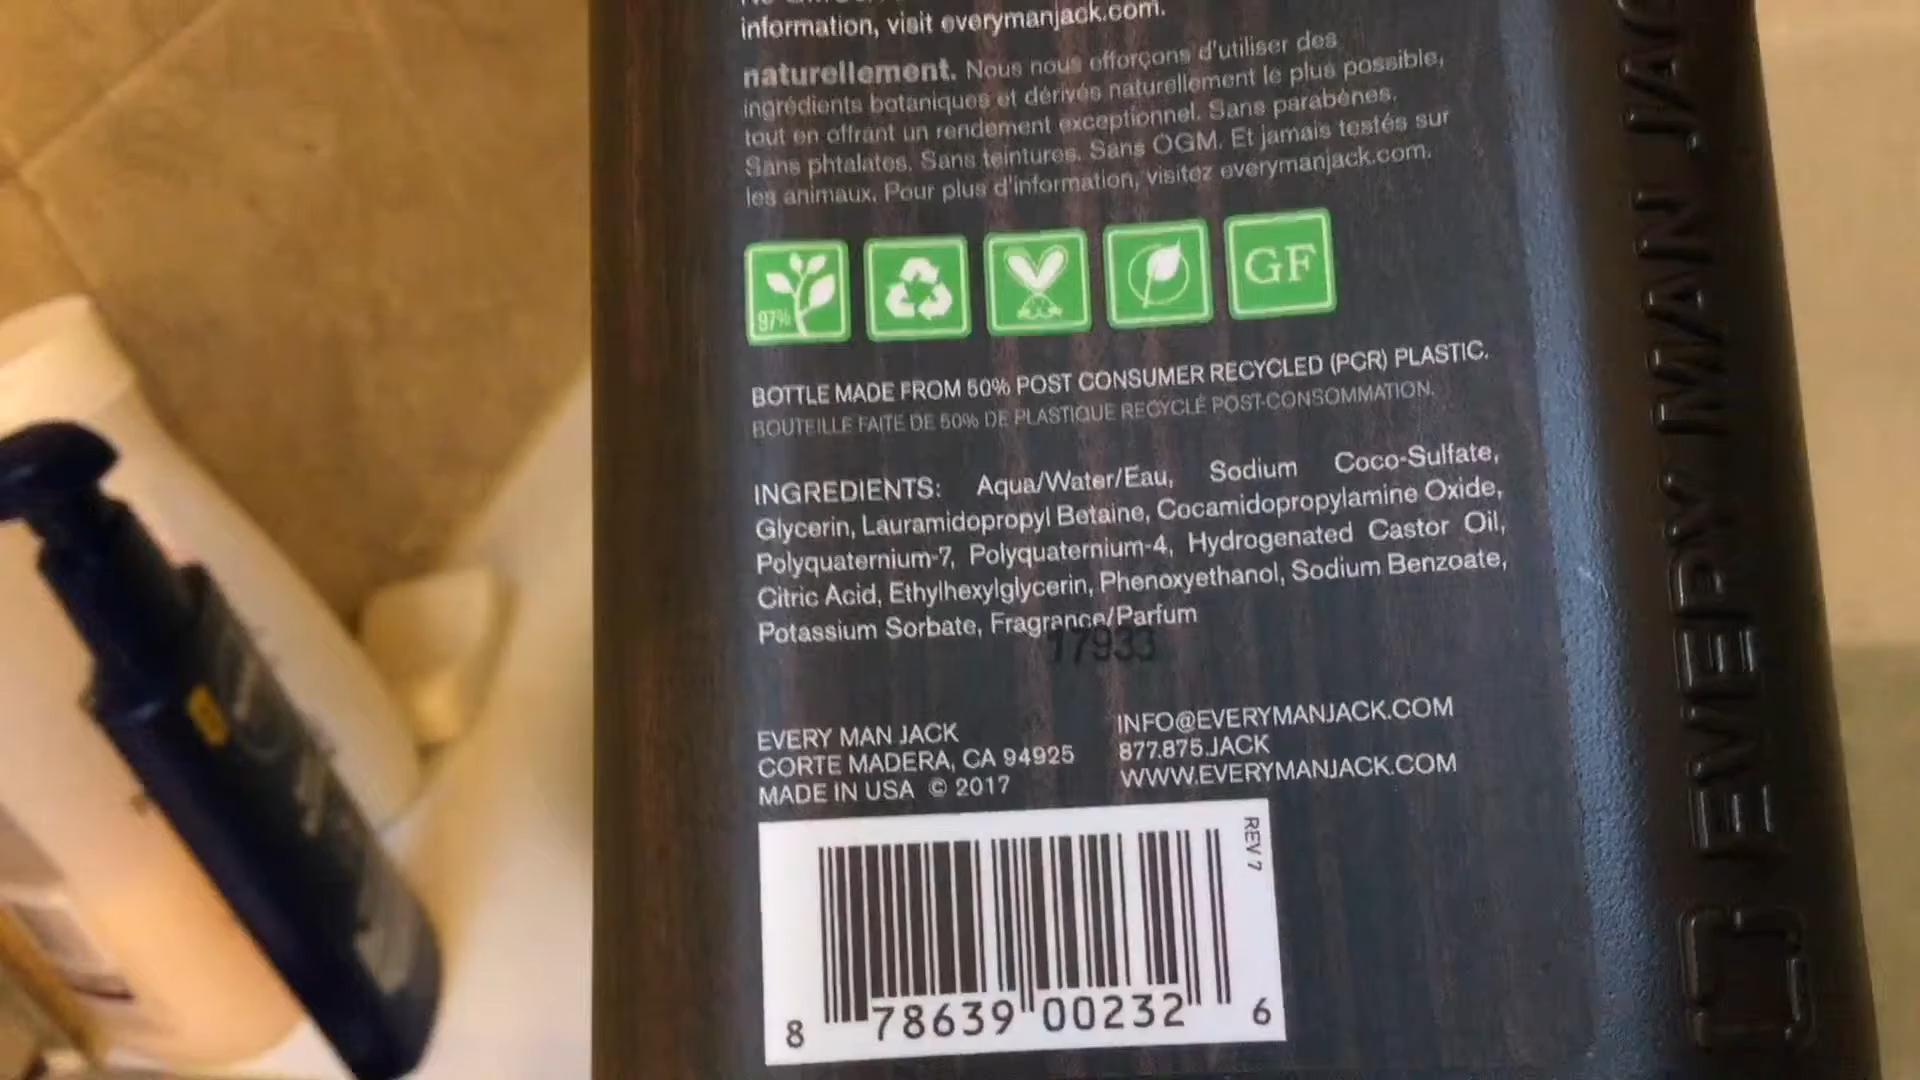 information, visit everymanjack.com.
naturellement. Nous nous offorçons d'utiliser des
ingrédients botaniques et dérivés naturellement le plus possible,
tout en offrant un rendement exceptionnel. Sans parabènes.
Sans phtalates. Sans teintures. Sans OGM. Et jamais testés sur
les animaux. Pour plus d'information, visitez everymanjack.com.
97%
GF
BOTTLE MADE FROM 50% POST CONSUMER RECYCLED (PCR) PLASTIC.
BOUTEILLE FAITE DE 50% DE PLASTIQUE RECYCLÉ POST-CONSOMMATION.
INGREDIENTS: Aqua/Water/Eau, Sodium Coco-Sulfate,
Glycerin, Lauramidopropyl Betaine, Cocamidopropylamine Oxide,
Polyquaternium-7, Polyquaternium-4, Hydrogenated Castor Oil,
Citric Acid, Ethylhexylglycerin, Phenoxyethanol, Sodium Benzoate,
Potassium Sorbate, Fragrance/Parfum
17933
EVERY MAN JACK
CORTE MADERA, CA 94925
MADE IN USA © 2017
INFO@EVERYMANJACK.COM
877.875.JACK
WWW.EVERYMANJACK.COM
REV 7
8 78639 00232 6
EVERY MAN JAC